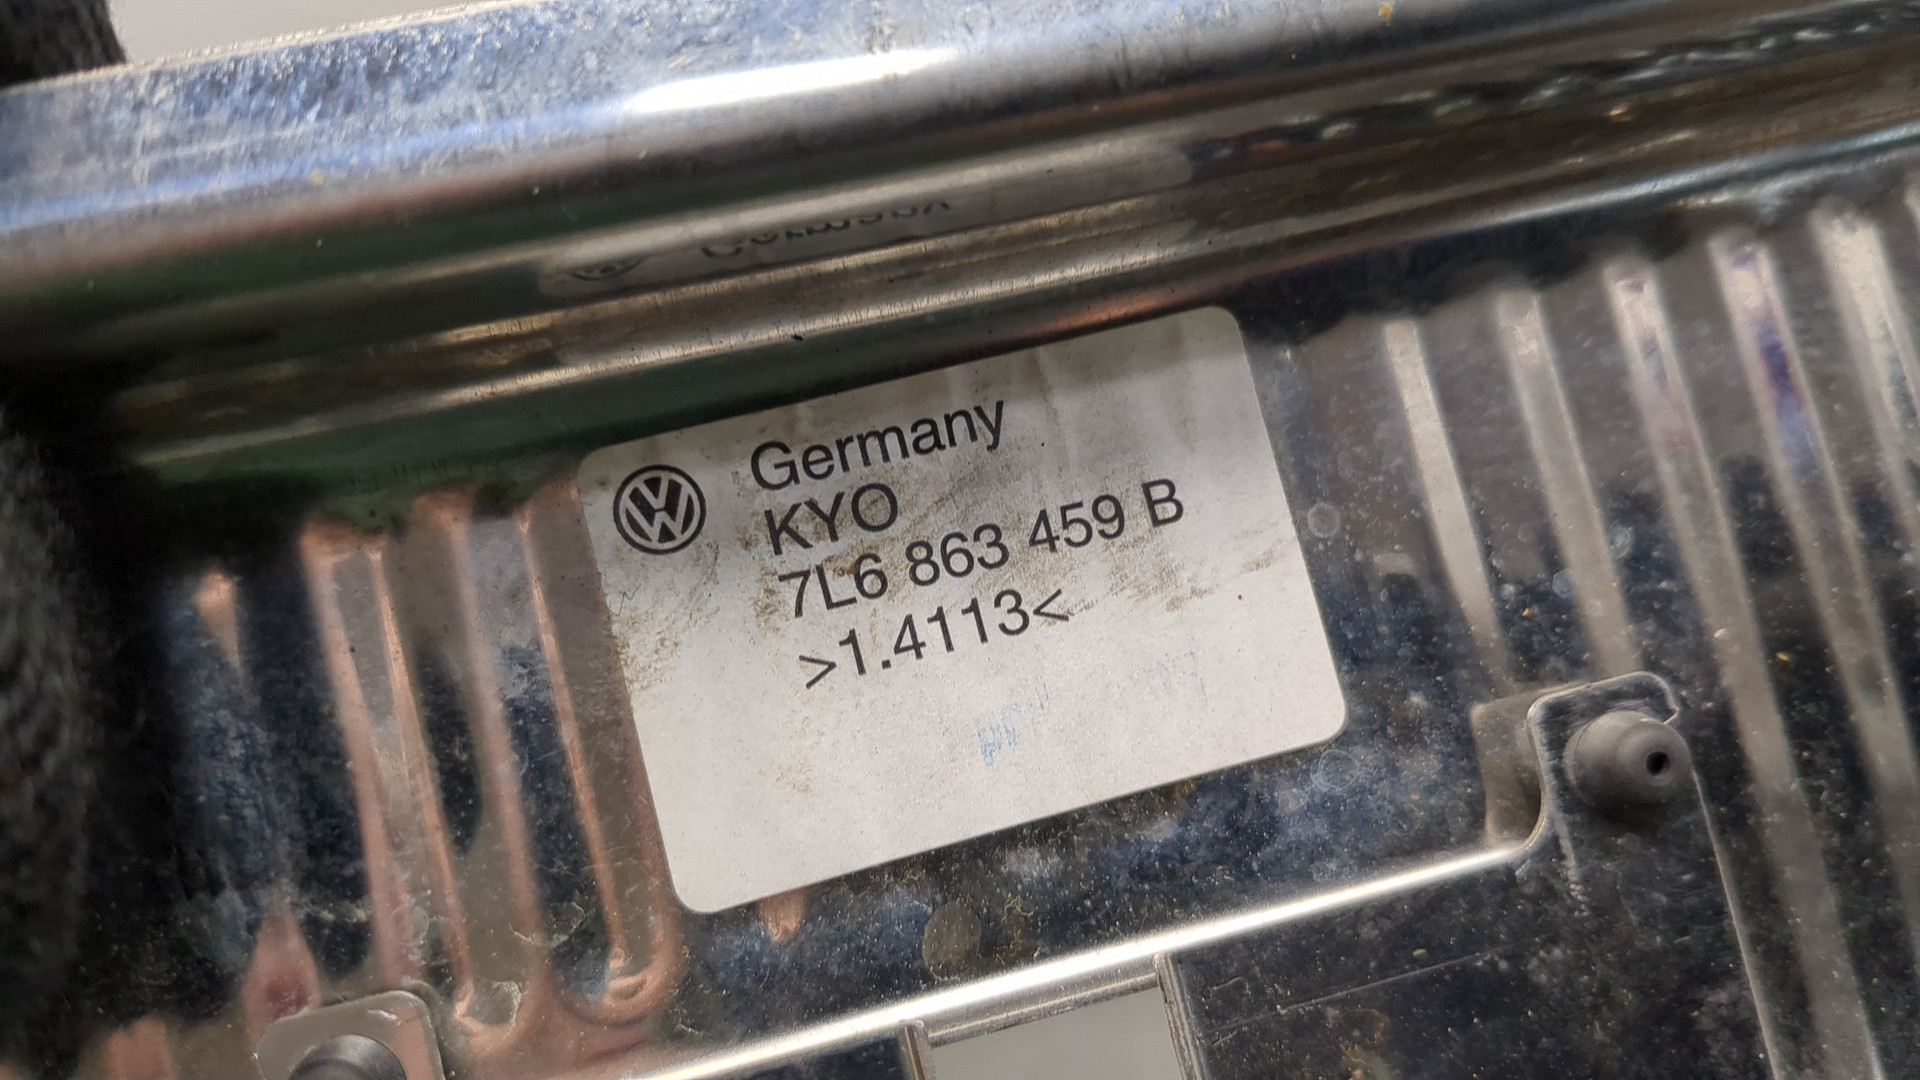 Germany
KYO
7L6 863 459 B
>1.4113<